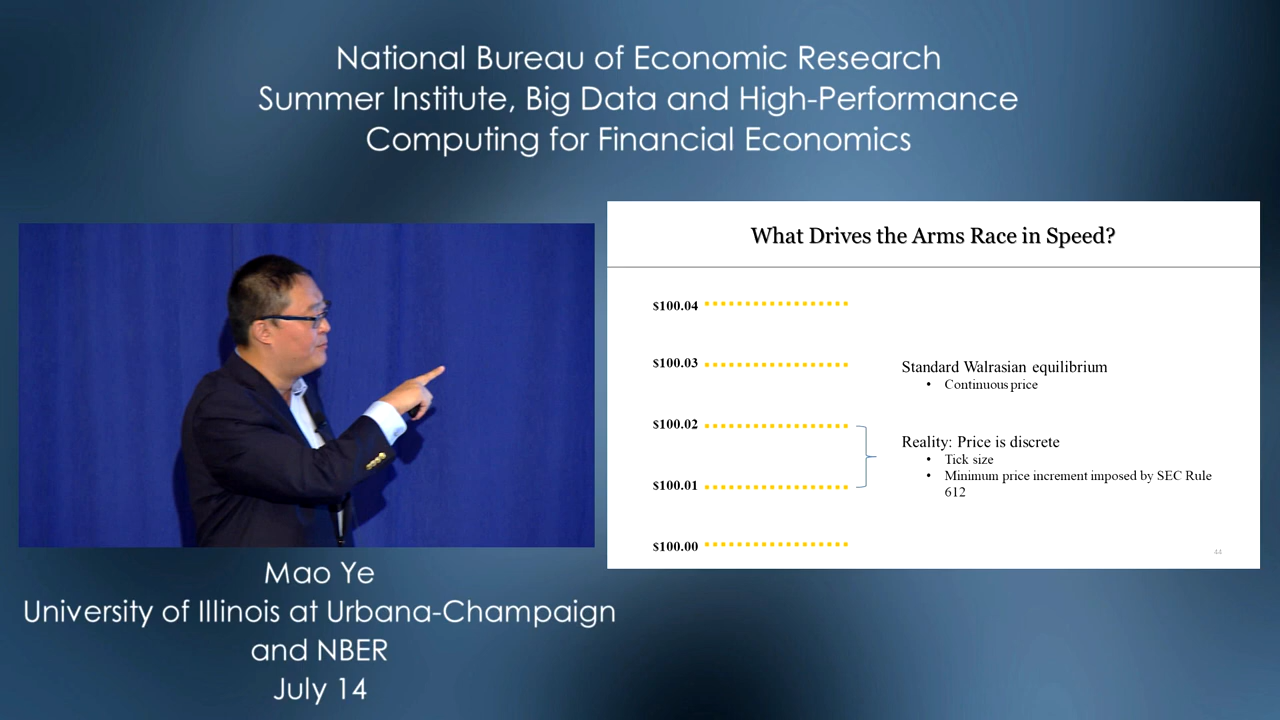 National Bureau of Economic Research
Summer Institute, Big Data and High-Performance
Computing for Financial Economics
What Drives the Arms Race in Speed?
$100.04
$100.03
$100.02
$100.01
$100.00
Standard Walrasian equilibrium
• Continuous price
Reality: Price is discrete
• Tick size
• Minimum price increment imposed by SEC Rule
612
44
Mao Ye
University of Illinois at Urbana-Champaign
and NBER
July 14